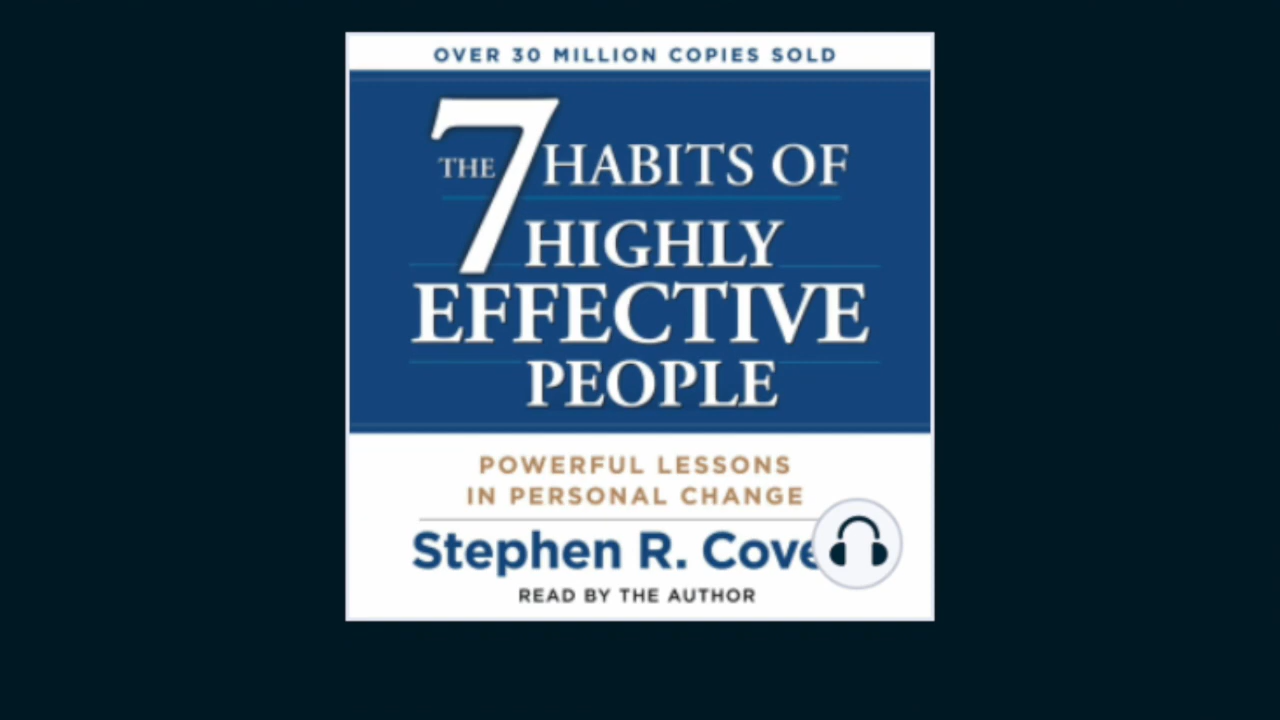 OVER 30 MILLION COPIES SOLD
THE 7 HABITS OF
HIGHLY
EFFECTIVE
PEOPLE
POWERFUL LESSONS
IN PERSONAL CHANGE
Stephen R. Cove
READ BY THE AUTHOR